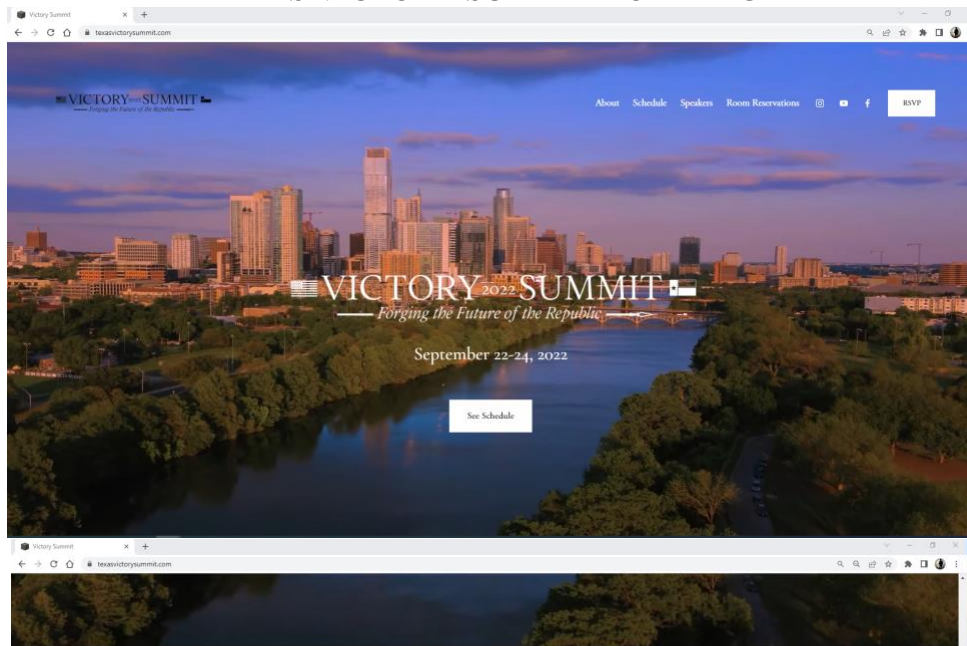 Victory Summit
texasvictorysummit.com
VICTORY 2022 SUMMIT
Forging the Future of the Republic
About Schedule Speakers Room Reservations RSVP
VICTORY 2022 SUMMIT
Forging the Future of the Republic
September 22-24, 2022
See Schedule
Victory Summit
texasvictorysummit.com